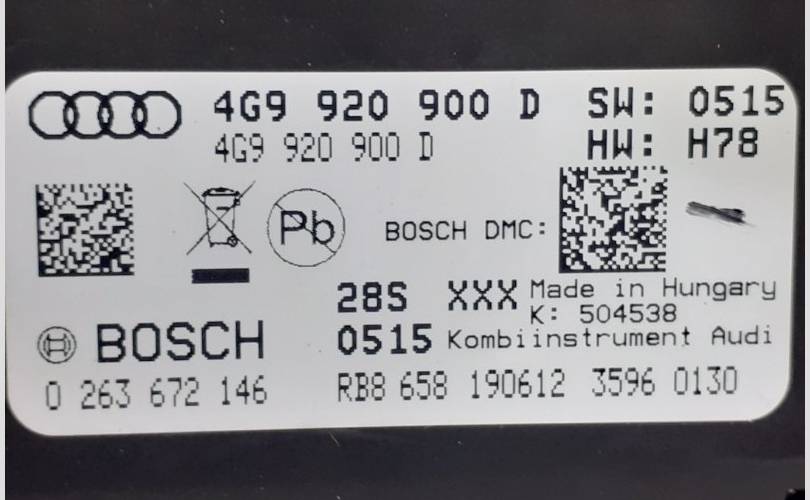 4G9 920 900 D SW: 0515
4G9 920 900 D HW: H78
Pb BOSCH DMC:
28S XXX Made in Hungary
K: 504538
BOSCH 0515 Kombiinstrument Audi
0 263 672 146 RB8 658 190612 3596 0130